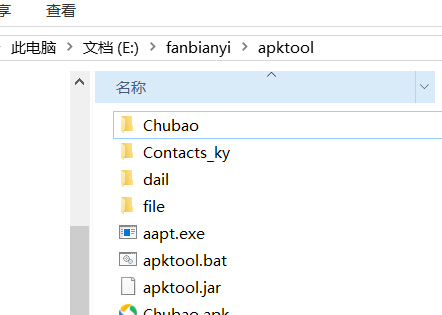 享 查看
此电脑 > 文档 (E:) > fanbianyi > apktool
名称
Chubao
Contacts_ky
dail
file
aapt.exe
apktool.bat
apktool.jar
Chubao.apk